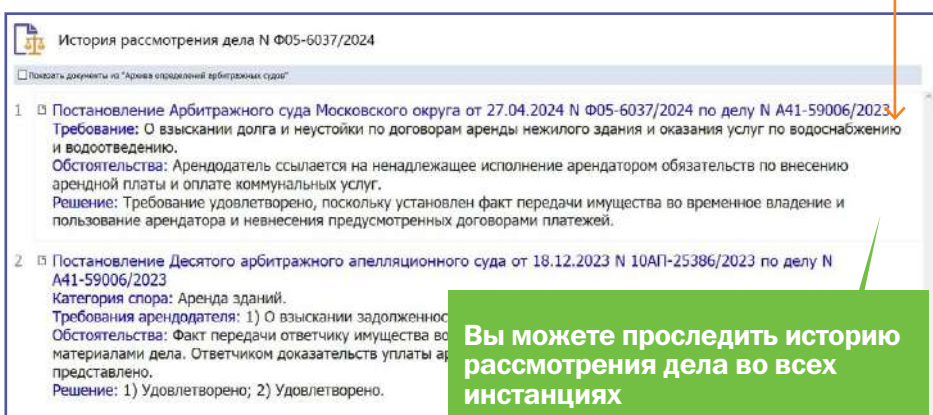 История рассмотрения дела N Ф05-6037/2024
Показать документы из "Архива определений арбитражных судов"
1 Постановление Арбитражного суда Московского округа от 27.04.2024 N Ф05-6037/2024 по делу N А41-59006/2023
Требование: О взыскании долга и неустойки по договорам аренды нежилого здания и оказания услуг по водоснабжению
и водоотведению.
Обстоятельства: Арендодатель ссылается на ненадлежащее исполнение арендатором обязательств по внесению
арендной платы и оплате коммунальных услуг.
Решение: Требование удовлетворено, поскольку установлен факт передачи имущества во временное владение и
пользование арендатора и невнесения предусмотренных договорами платежей.
2 Постановление Десятого арбитражного апелляционного суда от 18.12.2023 N 10АП-25386/2023 по делу N
А41-59006/2023
Категория спора: Аренда зданий.
Требования арендодателя: 1) О взыскании задолженнос
Обстоятельства: Факт передачи ответчику имущества во
материалами дела. Ответчиком доказательств уплаты ар
представлено.
Решение: 1) Удовлетворено; 2) Удовлетворено.
Вы можете проследить историю
рассмотрения дела во всех
инстанциях